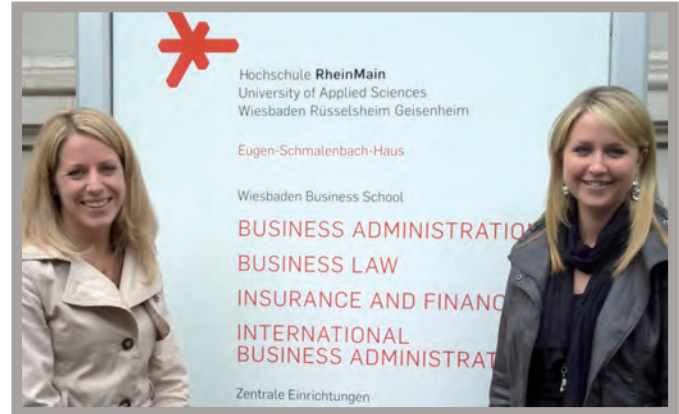 Hochschule RheinMain
University of Applied Sciences
Wiesbaden Rüsselsheim Geisenheim
Eugen-Schmalenbach-Haus
Wiesbaden Business School
BUSINESS ADMINISTRATIO
BUSINESS LAW
INSURANCE AND FINANC
INTERNATIONAL
BUSINESS ADMINISTRAT
Zentrale Einrichtungen